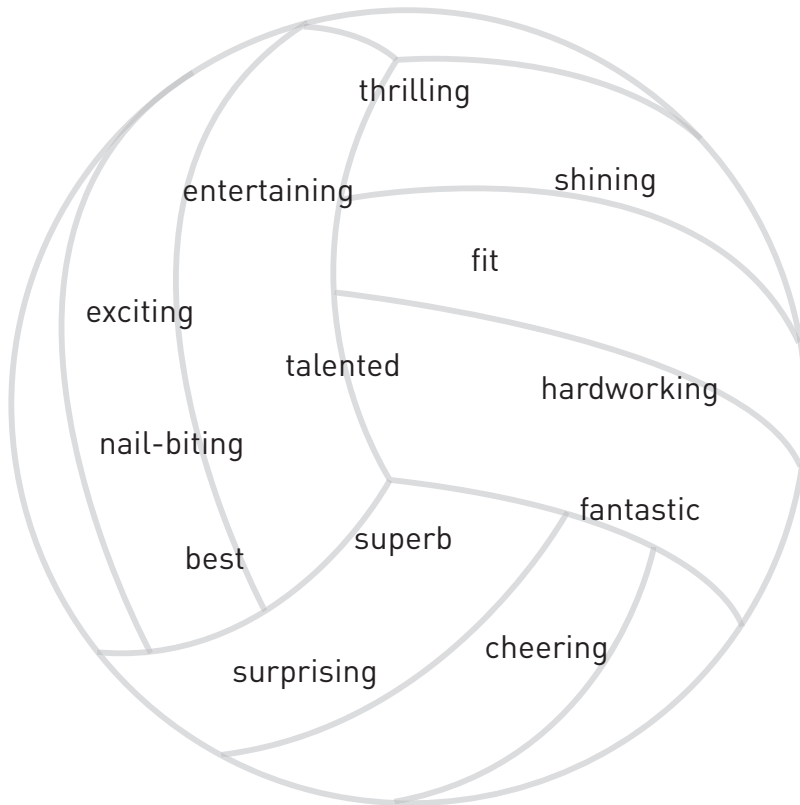 thrilling
shining
entertaining
fit
exciting
talented
hardworking
nail-biting
fantastic
superb
best
cheering
surprising